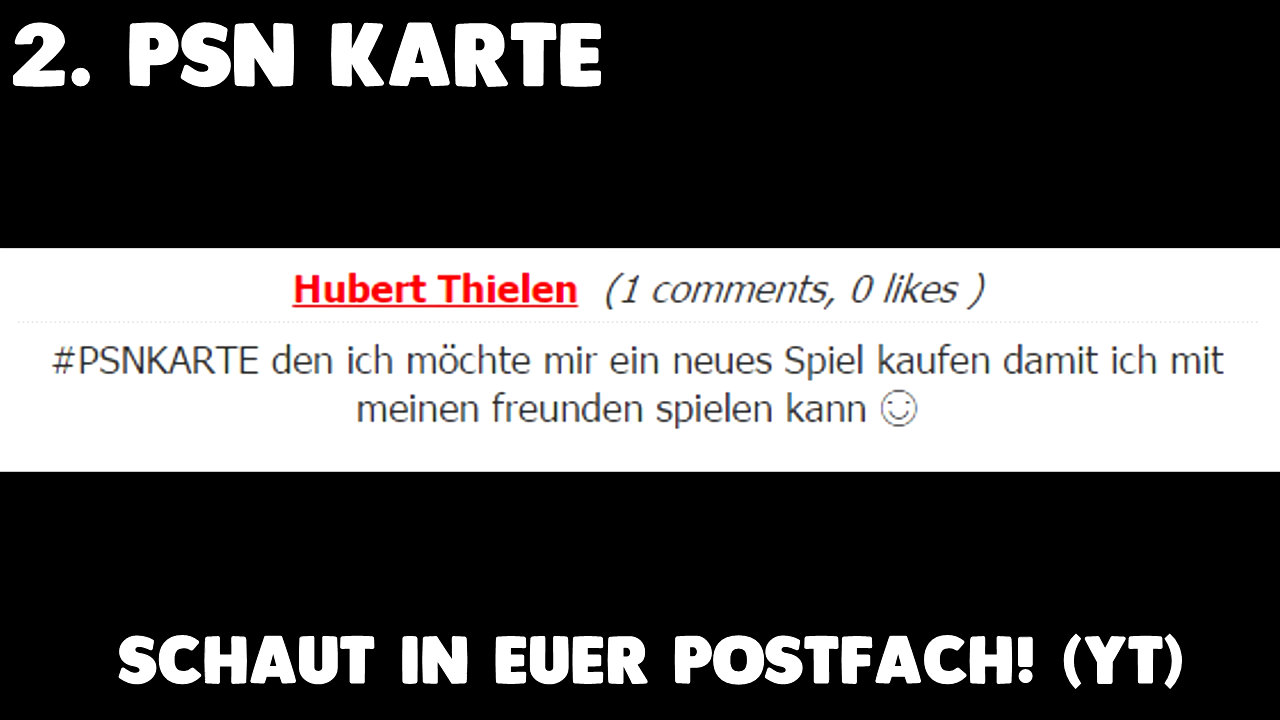 2. PSN KARTE
Hubert Thielen (1 comments, 0 likes )
#PSNKARTE den ich möchte mir ein neues Spiel kaufen damit ich mit
meinen freunden spielen kann ☺
SCHAUT IN EUER POSTFACH! (YT)